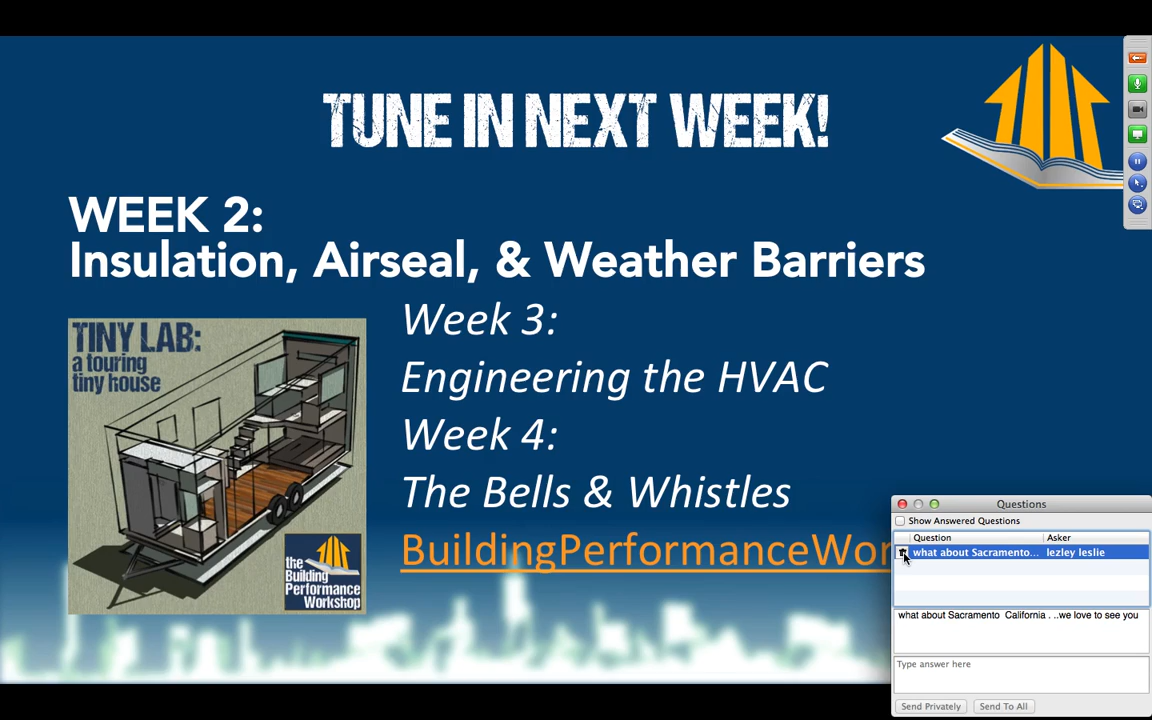 TUNE IN NEXT WEEK!
WEEK 2:
Insulation, Airseal, & Weather Barriers
Week 3:
Engineering the HVAC
Week 4:
The Bells & Whistles
BuildingPerformanceWor
TINY LAB:
a touring
tiny house
the
Building
Performance
Workshop
Questions
Show Answered Questions
Question Asker
what about Sacramento... lezley leslie
what about Sacramento California . ..we love to see you
Type answer here
Send Privately Send To All